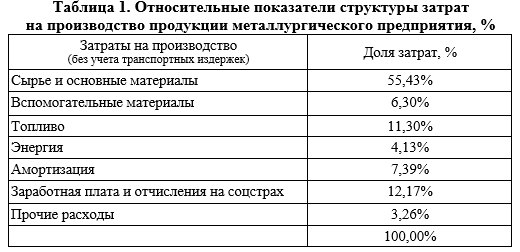 Таблица 1. Относительные показатели структуры затрат
на производство продукции металлургического предприятия, %
Затраты на производство
(без учета транспортных издержек)
Доля затрат, %
Сырье и основные материалы 55,43%
Вспомогательные материалы 6,30%
Топливо 11,30%
Энергия 4,13%
Амортизация 7,39%
Заработная плата и отчисления на соцстрах 12,17%
Прочие расходы 3,26%
100,00%